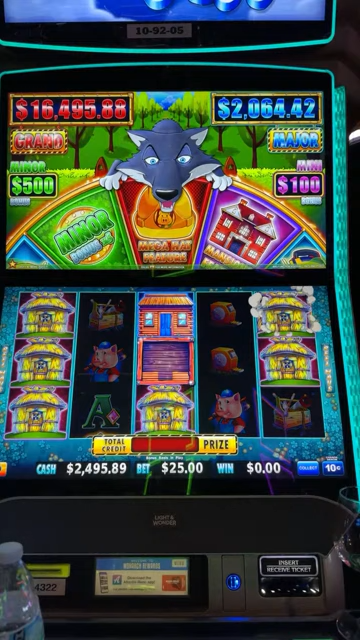 10-92-05
$16,495.88 $2,064.42
GRAND MAJOR
MINOR MINI
$500 $100
MINOR
MEGA HAT
FEATURE
A
TOTAL
CREDIT PRIZE
CASH $2,495.89 BET $25.00 WIN $0.00 COLLECT 10¢
LIGHT &
WONDER
INSERT
RECEIVE TICKET
4322